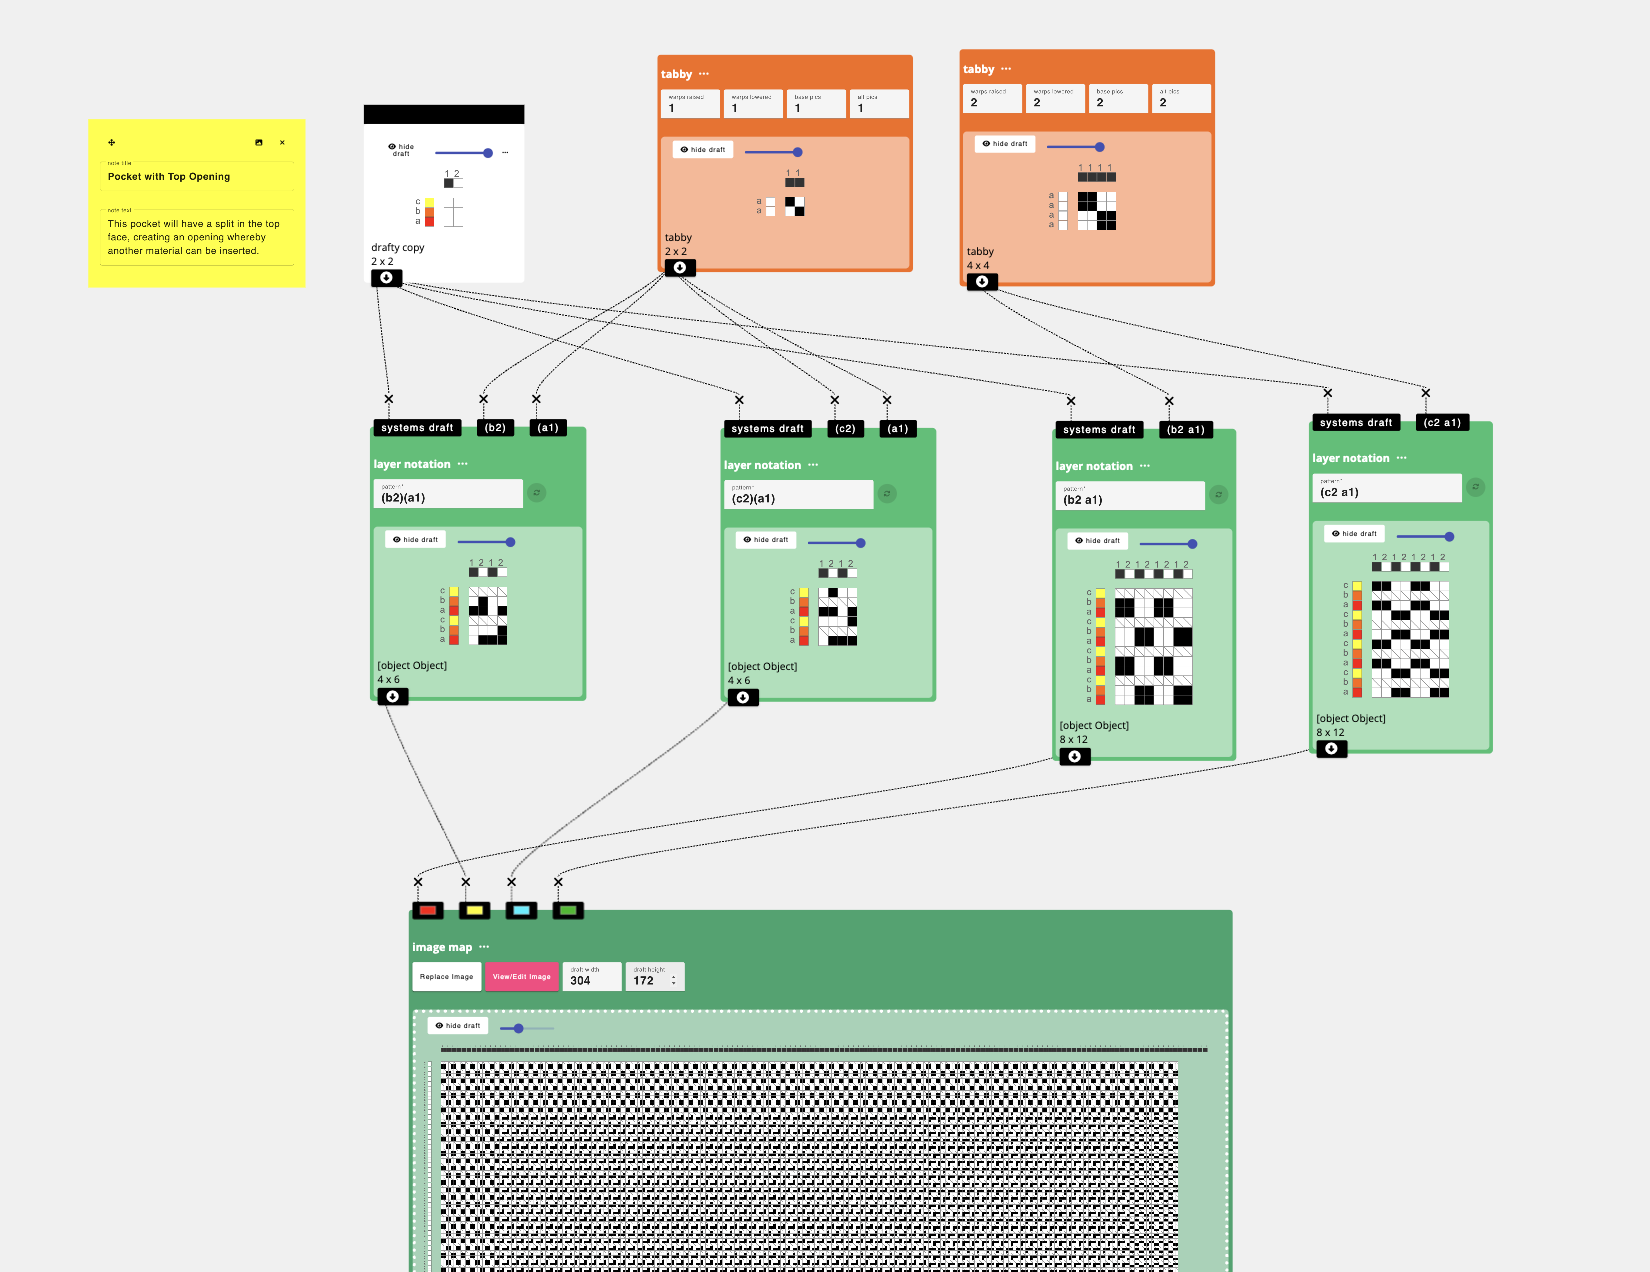 note title
Pocket with Top Opening
note text
This pocket will have a split in the top
face, creating an opening whereby
another material can be inserted.
hide
draft
1 2
c
b
a
drafty copy
2 x 2
tabby
warps raised
1
warps lowered
1
base pics
1
alt pics
1
hide draft
1 1
a
a
tabby
2 x 2
tabby
warps raised
2
warps lowered
2
base pics
2
alt pics
2
hide draft
1 1 1 1
a
a
a
a
tabby
4 x 4
systems draft
(b2)
(a1)
layer notation
pattern*
(b2)(a1)
hide draft
1 2 1 2
c
b
a
c
b
a
[object Object]
4 x 6
systems draft
(c2)
(a1)
layer notation
pattern*
(c2)(a1)
hide draft
1 2 1 2
c
b
a
c
b
a
[object Object]
4 x 6
systems draft
(b2 a1)
layer notation
pattern*
(b2 a1)
hide draft
1 2 1 2 1 2 1 2
c
b
a
c
b
a
c
b
a
c
b
a
[object Object]
8 x 12
systems draft
(c2 a1)
layer notation
pattern*
(c2 a1)
hide draft
1 2 1 2 1 2 1 2
c
b
a
c
b
a
c
b
a
c
b
a
[object Object]
8 x 12
image map
Replace Image
View/Edit Image
draft width
304
draft height
172
hide draft